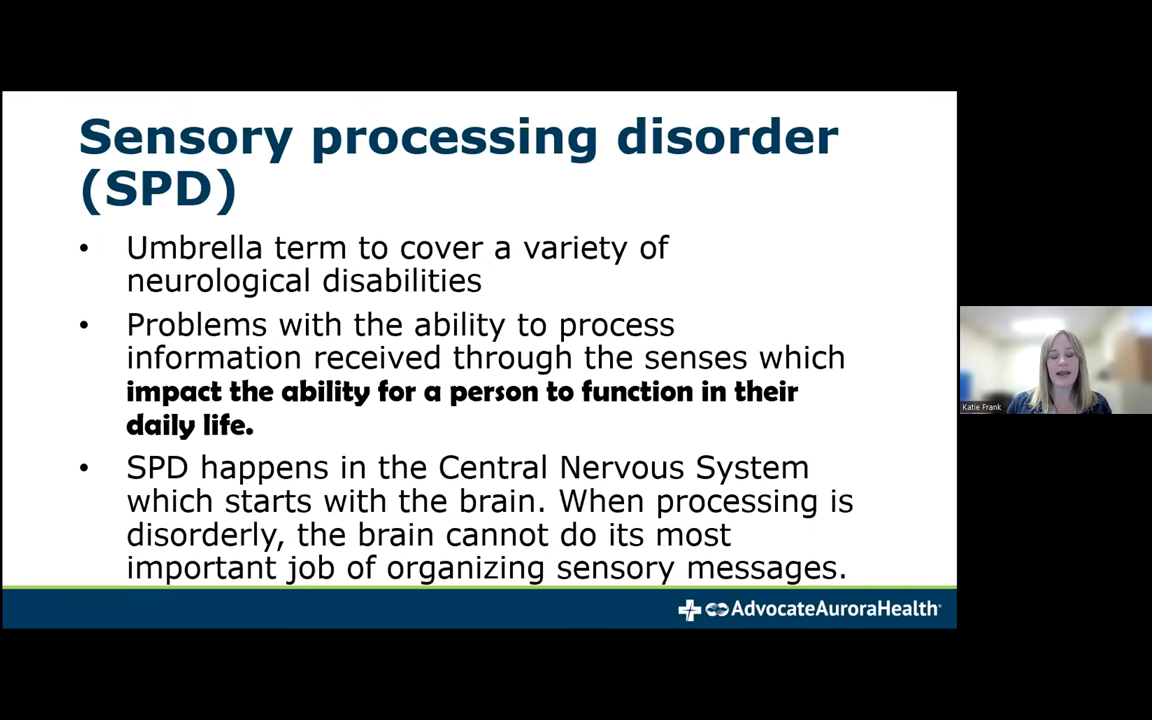 Sensory processing disorder
(SPD)
• Umbrella term to cover a variety of
neurological disabilities
• Problems with the ability to process
information received through the senses which
impact the ability for a person to function in their
daily life.
• SPD happens in the Central Nervous System
which starts with the brain. When processing is
disorderly, the brain cannot do its most
important job of organizing sensory messages.
AdvocateAuroraHealth®
Katie Frank